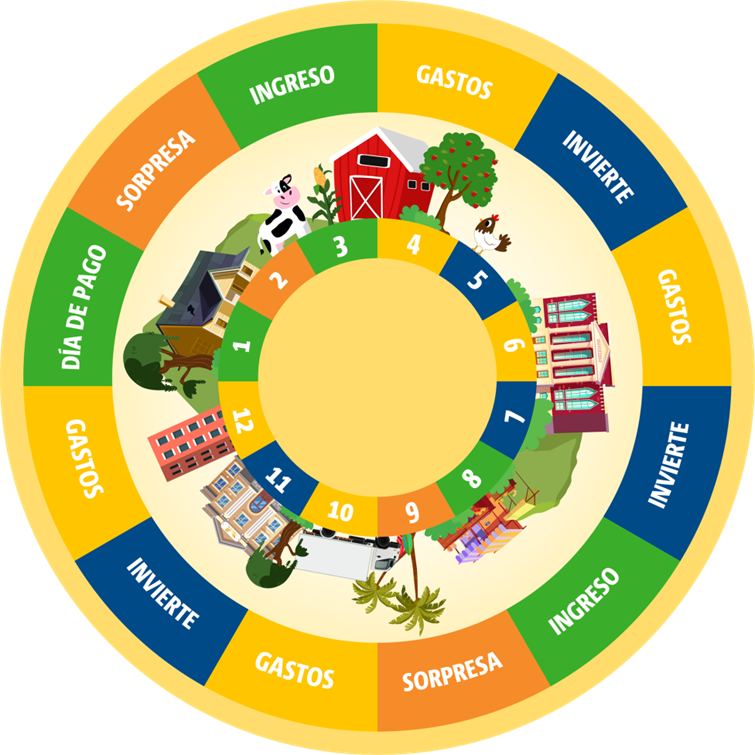 DÍA DE PAGO
SORPRESA
INGRESO
GASTOS
INVIERTE
GASTOS
INVIERTE
INGRESO
SORPRESA
GASTOS
INVIERTE
GASTOS
1
2
3
4
5
6
7
8
9
10
11
12